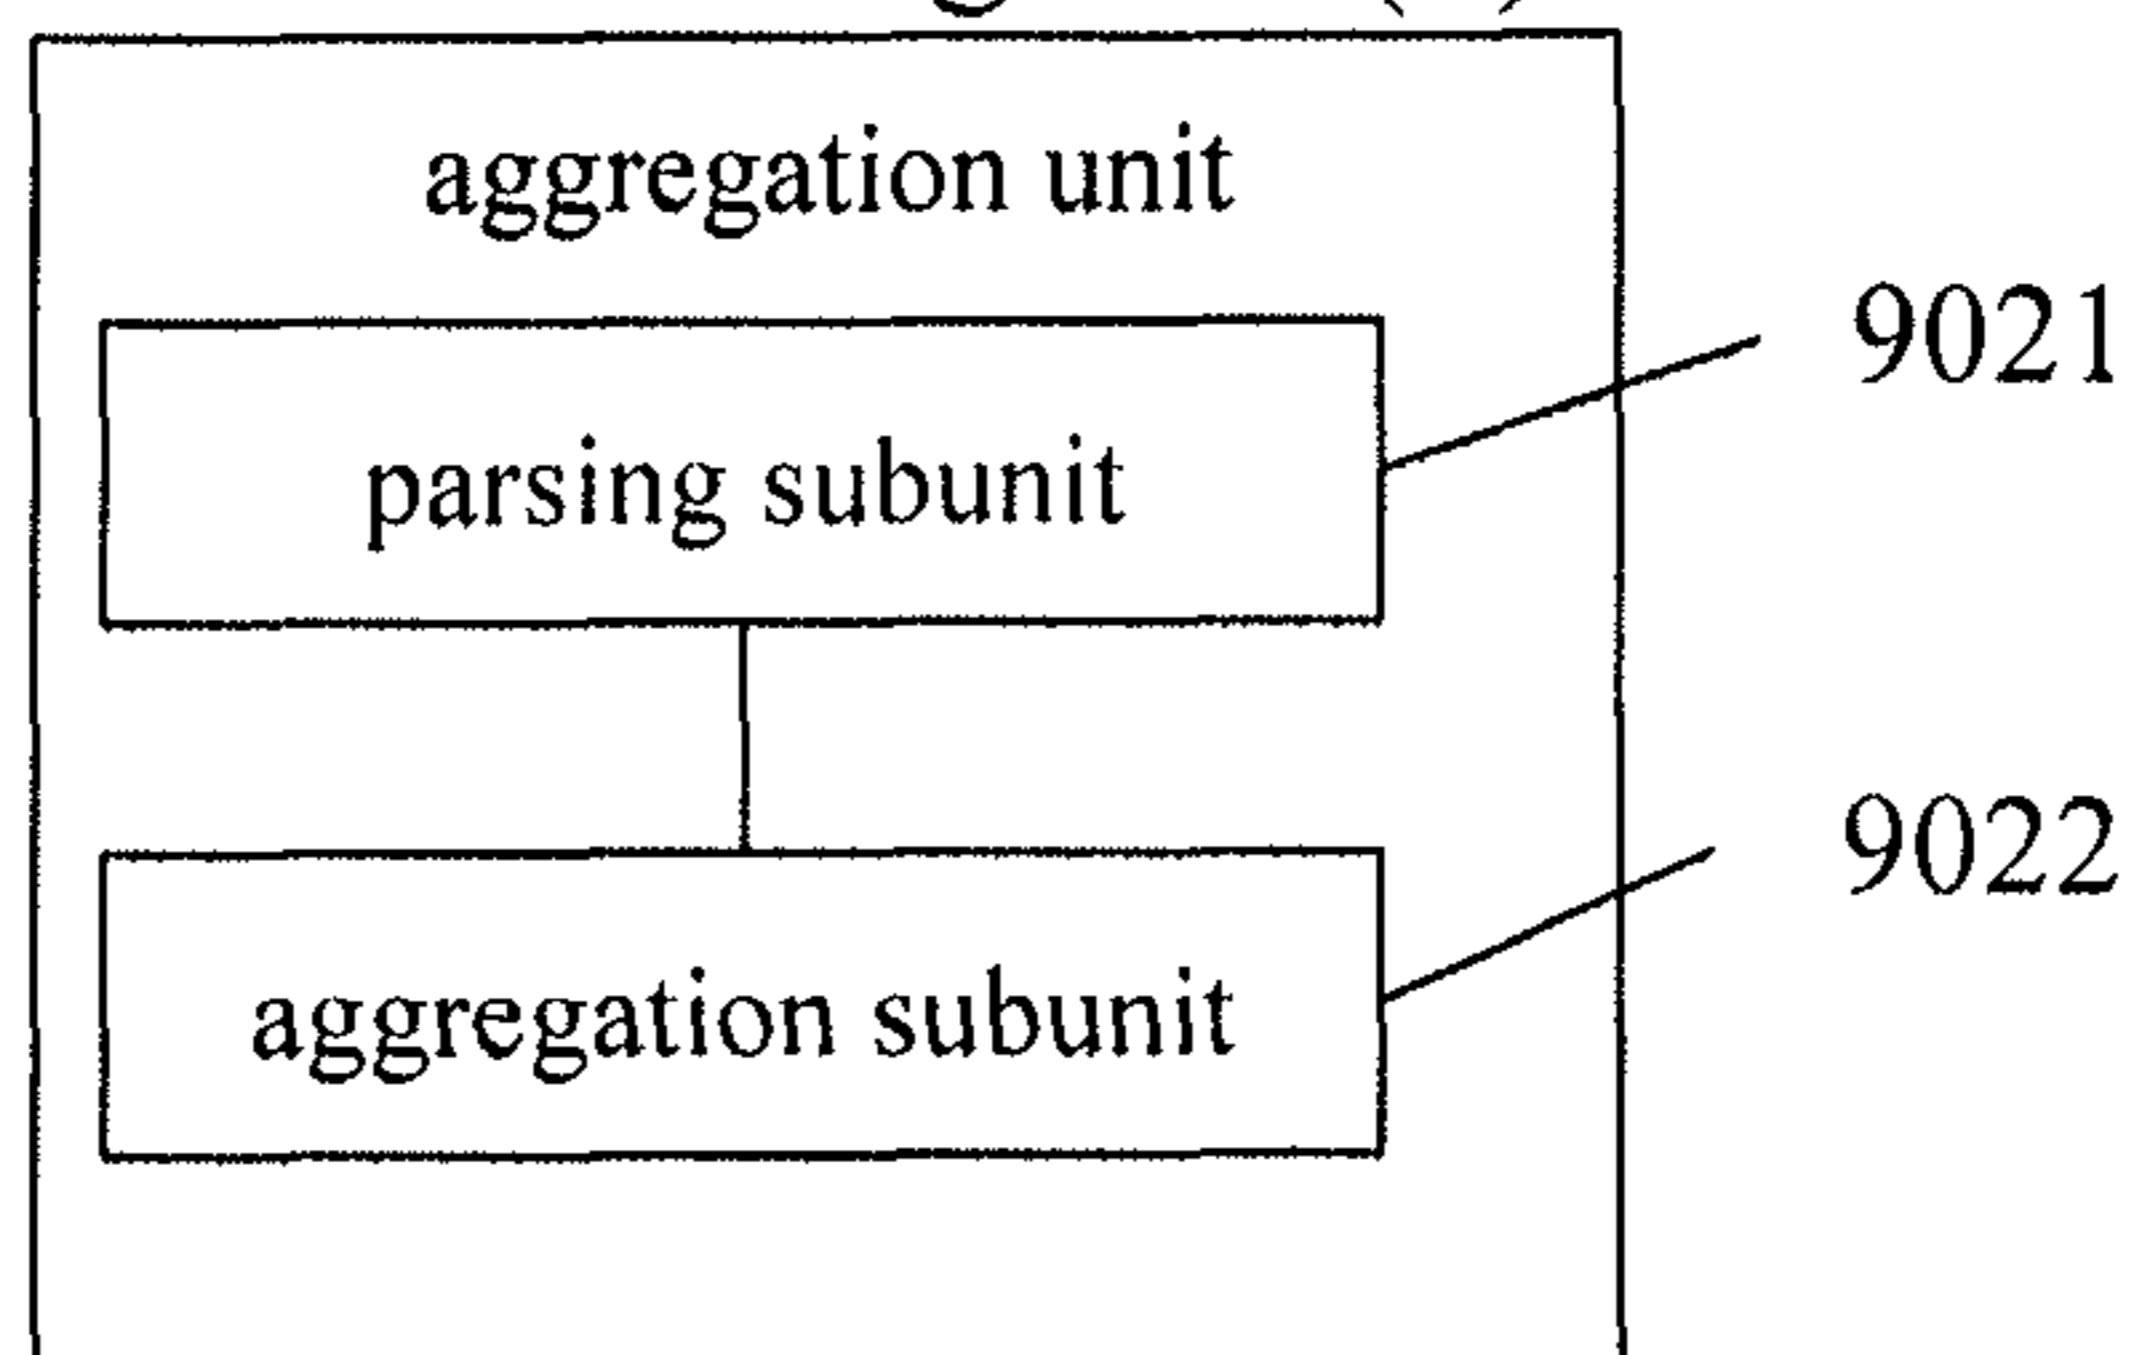 aggregation unit
9021
parsing subunit
9022
aggregation subunit